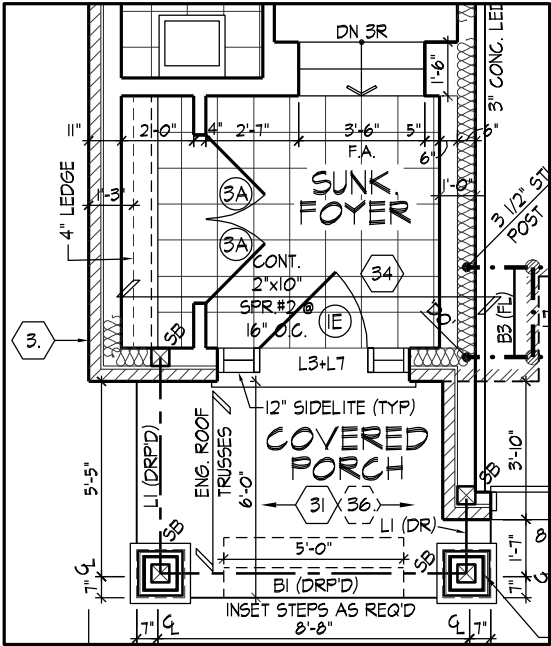 DN 3R
1'-6"
3" CONC. LED
11"
2'-0"
4"
2'-7"
3'-6"
5"
6"
F.A.
6"
SUNK.
FOYER
1'-0"
3A
1'-3"
4" LEDGE
3 1/2" ST
POST
3A
CONT.
2"x10"
SPR.#2 @
16" O.C.
34
1E
B3 (FL)
3.
SB
L3+L7
12" SIDELITE (TYP)
COVERED
PORCH
ENG. ROOF
TRUSSES
6'-0"
3'-10"
5'-5"
L1 (DRP'D)
31
36.
SB
L1 (DR)
SB
5'-0"
SB
1'-7"
8
7"
B1 (DRP'D)
7"
INSET STEPS AS REQ'D
7"
8'-8"
7"